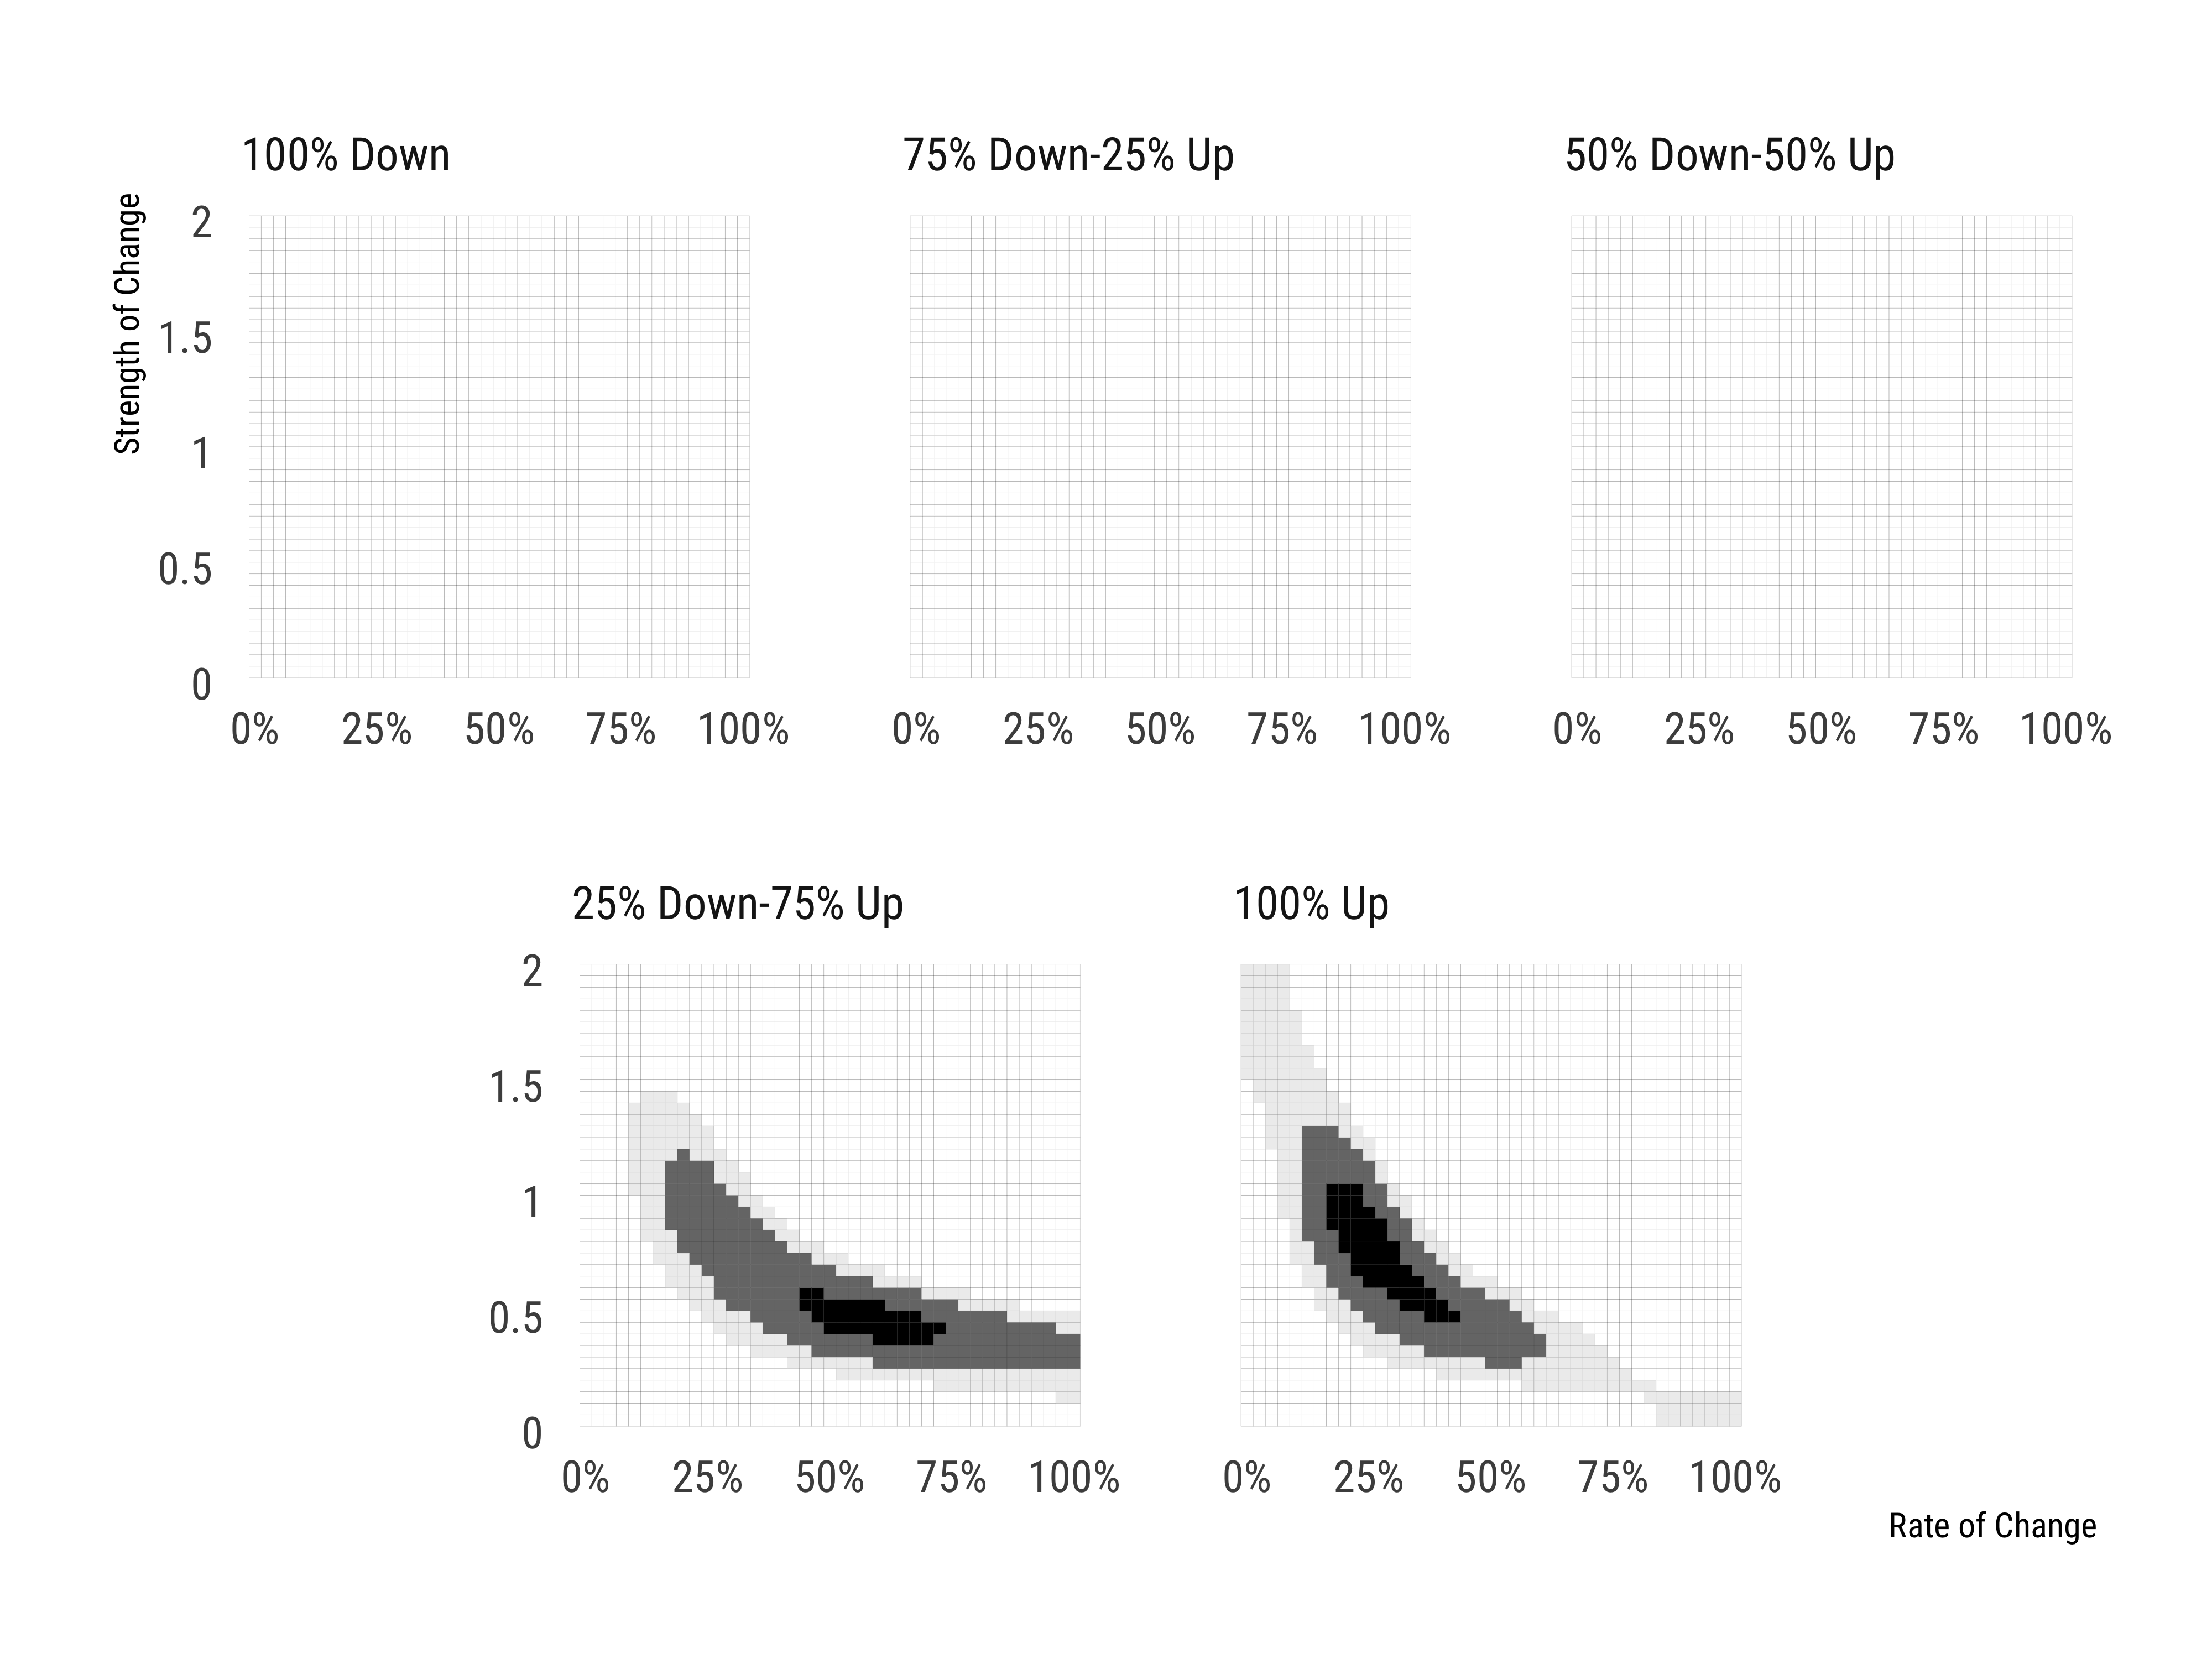 100% Down
75% Down-25% Up
50% Down-50% Up
Strength of Change
2
1.5
1
0.5
0
0% 25% 50% 75% 100%
0% 25% 50% 75% 100%
0% 25% 50% 75% 100%
25% Down-75% Up
100% Up
2
1.5
1
0.5
0
0% 25% 50% 75% 100%
0% 25% 50% 75% 100%
Rate of Change